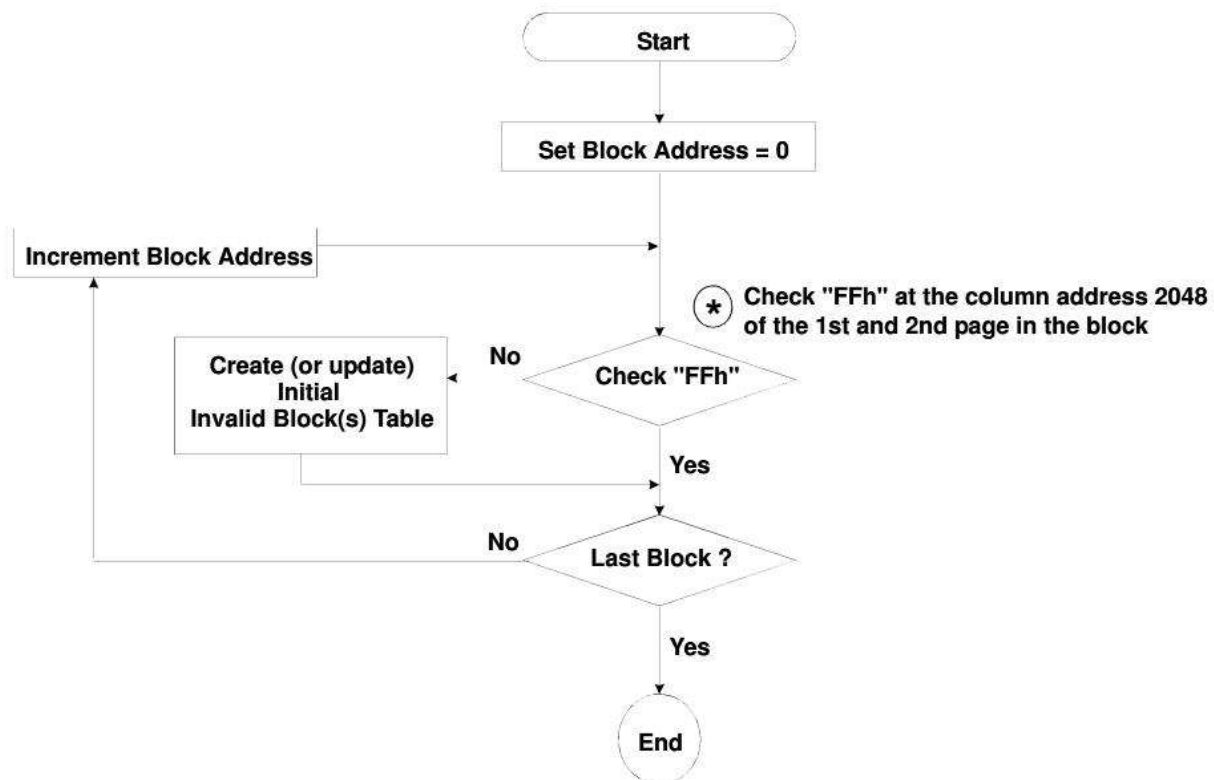 Start
Set Block Address = 0
Increment Block Address
* Check "FFh" at the column address 2048
of the 1st and 2nd page in the block
No
Check "FFh"
Create (or update)
Initial
Invalid Block(s) Table
Yes
No
Last Block ?
Yes
End